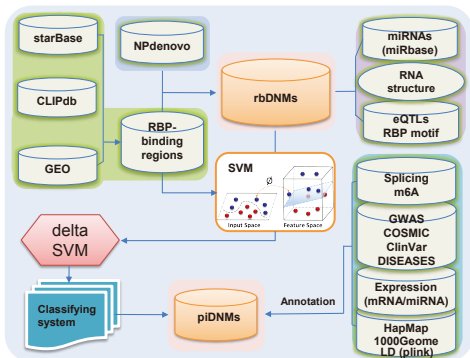 starBase
CLIPdb
GEO
NPdenovo
RBP-
binding
regions
rbDNMs
miRNAs
(miRbase)
RNA
structure
eQTLs
RBP motif
SVM
Ø
Input Space
Feature Space
Splicing
m6A
GWAS
COSMIC
ClinVar
DISEASES
Expression
(mRNA/miRNA)
HapMap
1000Geome
LD (plink)
delta
SVM
Classifying
system
piDNMs
Annotation